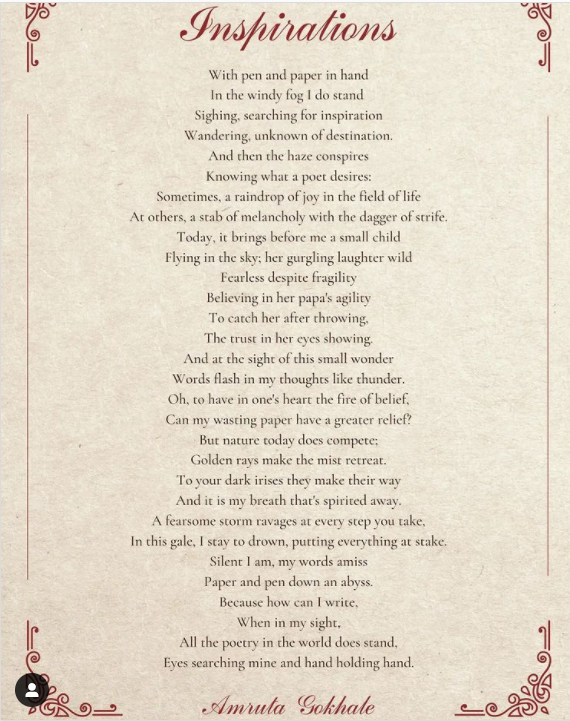 Inspirations
With pen and paper in hand
In the windy fog I do stand
Sighing, searching for inspiration
Wandering, unknown of destination.
And then the haze conspires
Knowing what a poet desires:
Sometimes, a raindrop of joy in the field of life
At others, a stab of melancholy with the dagger of strife.
Today, it brings before me a small child
Flying in the sky; her gurgling laughter wild
Fearless despite fragility
Believing in her papa's agility
To catch her after throwing,
The trust in her eyes showing.
And at the sight of this small wonder
Words flash in my thoughts like thunder.
Oh, to have in one's heart the fire of belief,
Can my wasting paper have a greater relief?
But nature today does compete;
Golden rays make the mist retreat.
To your dark irises they make their way
And it is my breath that's spirited away.
A fearsome storm ravages at every step you take,
In this gale, I stay to drown, putting everything at stake.
Silent I am, my words amiss
Paper and pen down an abyss.
Because how can I write,
When in my sight,
All the poetry in the world does stand,
Eyes searching mine and hand holding hand.
Amruta Gokhale